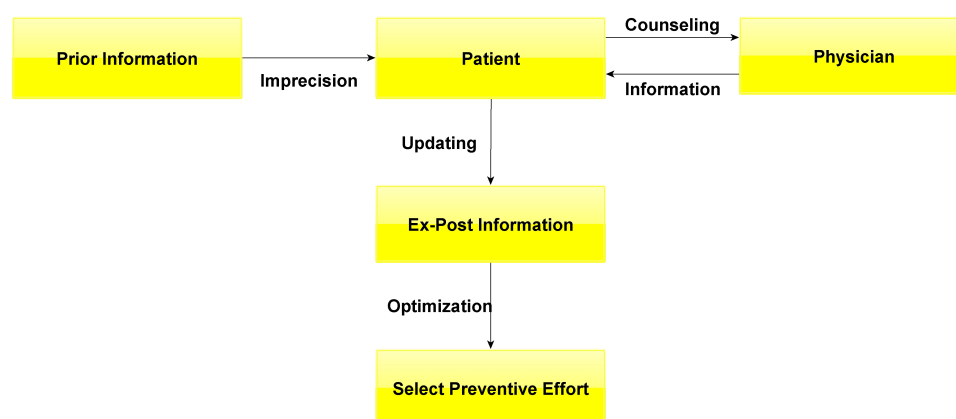 Counseling
Prior Information
Patient
Physician
Imprecision
Information
Updating
Ex-Post Information
Optimization
Select Preventive Effort